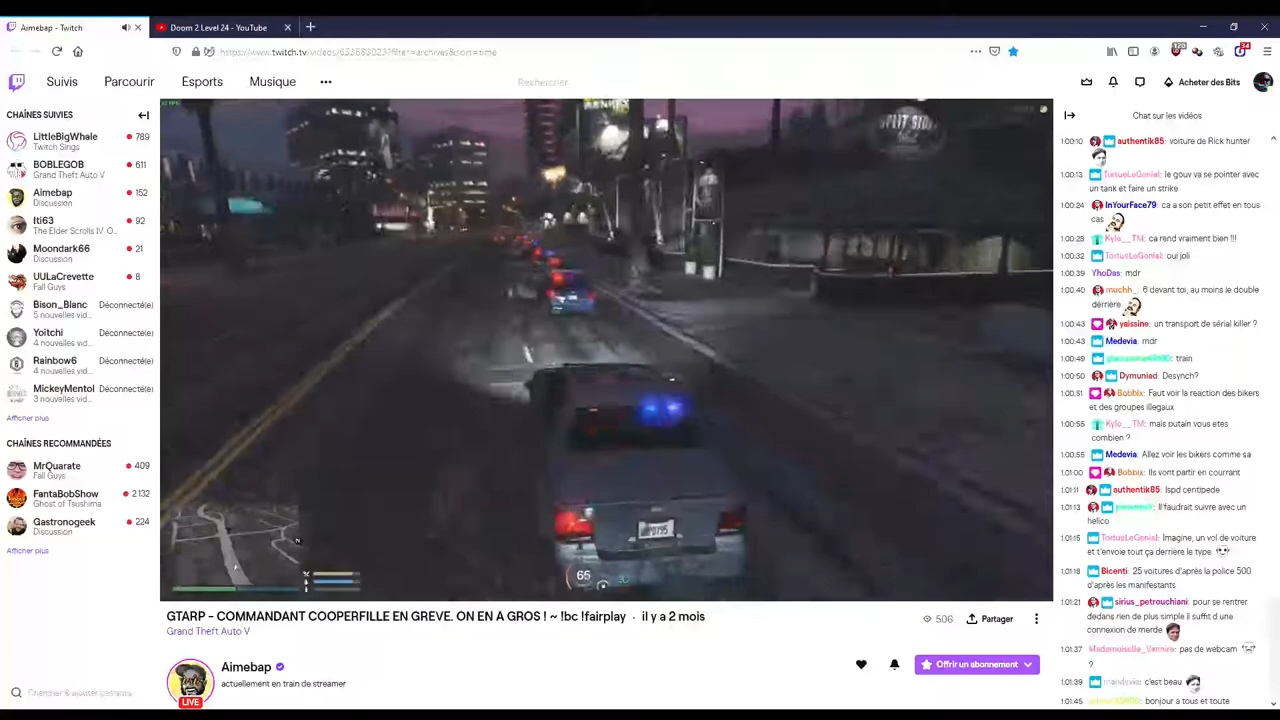 Aimebap - Twitch
Doom 2 Level 24 - YouTube
Suivis
Parcourir
Esports
Musique
Rechercher
Acheter des Bits
CHAÎNES SUIVIES
LittleBigWhale
789
Twitch Sings
BOBLEGOB
611
Grand Theft Auto V
Aimebap
152
Discussion
Iti63
92
The Elder Scrolls IV: O...
Moondark66
21
Discussion
UULaCrevette
8
Fall Guys
Bison_Blanc
Déconnecté(e)
5 nouvelles vid...
Yoitchi
Déconnecté(e)
4 nouvelles vid...
Rainbow6
Déconnecté(e)
4 nouvelles vid...
MickeyMentol
Déconnecté(e)
3 nouvelles vid...
Afficher plus
CHAÎNES RECOMMANDÉES
MrQuarate
409
Fall Guys
FantaBobShow
2 132
Ghost of Tsushima
Gastronogeek
224
Discussion
Afficher plus
SPLIT SIDES
N
65
GTARP - COMMANDANT COOPERFILLE EN GREVE. ON EN A GROS ! ~ !bc !fairplay · il y a 2 mois
Grand Theft Auto V
506
Partager
Aimebap
actuellement en train de streamer
LIVE
Offrir un abonnement
Chat sur les vidéos
1:00:10 authentik85: voiture de Rick hunter
1:00:13 TortueLeGenial: le gouv va se pointer avec
un tank et faire un strike
1:00:24 InYourFace79: ca a son petit effet en tous
cas
1:00:28 Kyle__TM: ca rend vraiment bien !!!
1:00:32 TortueLeGenial: oui joli
1:00:39 YhoDas: mdr
1:00:40 muchh_: 6 devant toi, au moins le double
dérrière
1:00:43 yaissine: un transport de sérial killer ?
1:00:43 Medevia: mdr
1:00:49 train
1:00:50 Dymuniad: Desynch?
1:00:51 Bobbix: Faut voir la reaction des bikers
et des groupes illegaux
1:00:55 Kyle__TM: mais putain vous etes
combien ?
1:00:55 Medevia: Allez voir les bikers comme sa
1:01:00 Bobbix: Ils vont partir en courrant
1:01:11 authentik85: lspd centipede
1:01:13 Il'faudrait suivre avec un
helico
1:01:15 TortueLeGenial: Imagine, un vol de voiture
et t'envoie tout ça derrière le type
1:01:18 Bicenti: 25 voitures d'après la police 500
d'après les manifestants
1:01:21 sirius_petrouchiani: pour se rentrer
dedans rien de plus simple il suffit d une
connexion de merde
1:01:37 pas de webcam
?
1:01:39 c'est beau
1:01:45 bonjour a tous et toute